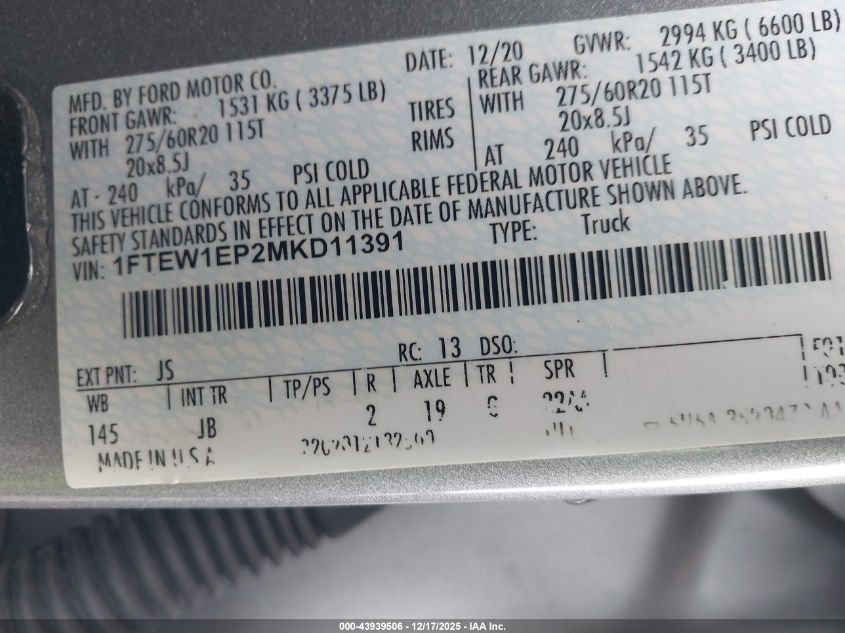 MFD. BY FORD MOTOR CO.
DATE: 12/20 GVWR: 2994 KG ( 6600 LB)
FRONT GAWR: 1531 KG ( 3375 LB)
REAR GAWR: 1542 KG ( 3400 LB)
WITH 275/60R20 115T TIRES WITH 275/60R20 115T
20x8.5J RIMS 20x8.5J
AT - 240 kPa/ 35 PSI COLD AT 240 kPa/ 35 PSI COLD
THIS VEHICLE CONFORMS TO ALL APPLICABLE FEDERAL MOTOR VEHICLE
SAFETY STANDARDS IN EFFECT ON THE DATE OF MANUFACTURE SHOWN ABOVE.
VIN: 1FTEW1EP2MKD11391 TYPE: Truck
EXT PNT: JS RC: 13 DSO:
WB INT TR TP/PS R AXLE TR SPR
145 JB 2 19
MADE IN U.S.A
000-43939506 – 12/17/2025 – IAA Inc.